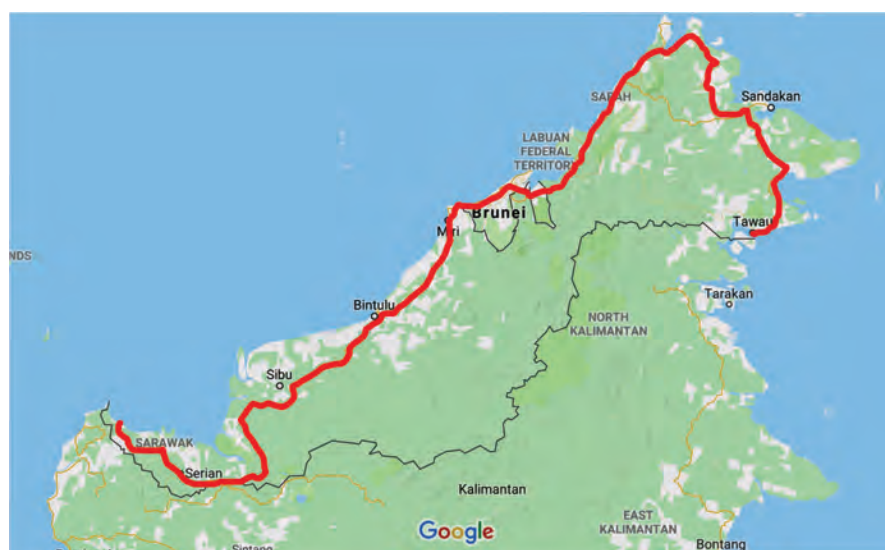 Sandakan
SABAH
LABUAN
FEDERAL
TERRITORY
Brunei
Miri
Tawau
NDS
Bintulu
Tarakan
NORTH
KALIMANTAN
Sibu
SARAWAK
Serian
Kalimantan
EAST
KALIMANTAN
Google
Bontang